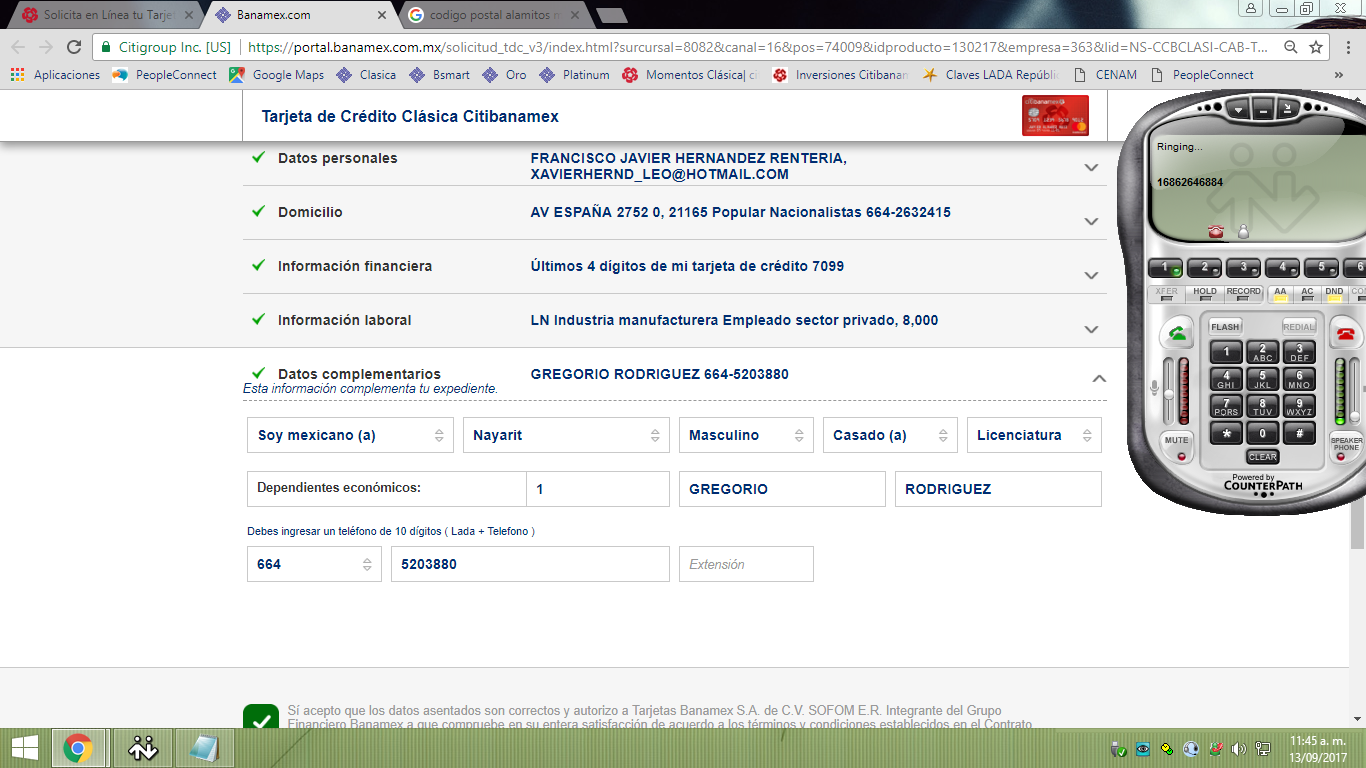 Solicita en Línea tu Tarje
Banamex.com
codigo postal alamitos
Citigroup Inc. [US]
https://portal.banamex.com.mx/solicitud_tdc_v3/index.html?surcursal=8082&canal=16&pos=74009&idproducto=130217&empresa=363&lid=NS-CCBCLASI-CAB-T...
Aplicaciones
PeopleConnect
Google Maps
Clasica
Bsmart
Oro
Platinum
Momentos Clásica|
Inversiones Citibanan
Claves LADA Repúbli
CENAM
PeopleConnect
»
Tarjeta de Crédito Clásica Citibanamex
Datos personales
FRANCISCO JAVIER HERNANDEZ RENTERIA,
XAVIERHERND_LEO@HOTMAIL.COM
Domicilio
AV ESPAÑA 2752 0, 21165 Popular Nacionalistas 664-2632415
Información financiera
Últimos 4 dígitos de mi tarjeta de crédito 7099
Información laboral
LN Industria manufacturera Empleado sector privado, 8,000
Datos complementarios
GREGORIO RODRIGUEZ 664-5203880
Esta información complementa tu expediente.
Soy mexicano (a)
Nayarit
Masculino
Casado (a)
Licenciatura
Dependientes económicos:
1
GREGORIO
RODRIGUEZ
Debes ingresar un teléfono de 10 dígitos ( Lada + Telefono )
664
5203880
Extensión
Sí acepto que los datos asentados son correctos y autorizo a Tarjetas Banamex S.A. de C.V. SOFOM E.R. Integrante del Grupo
Financiero Banamex a que compruebe en su entera satisfacción de acuerdo a los términos y condiciones establecidos en el Contrato
Ringing...
16862646884
1 2 3 4 5 6
XFER HOLD RECORD AA AC DND CON
FLASH
REDIAL
1
2 ABC
3 DEF
4 GHI
5 JKL
6 MNO
7 PQRS
8 TUV
9 WXYZ
* 0 #
MUTE
CLEAR
SPEAKER
PHONE
Powered by
COUNTERPATH
11:45 a. m.
13/09/2017